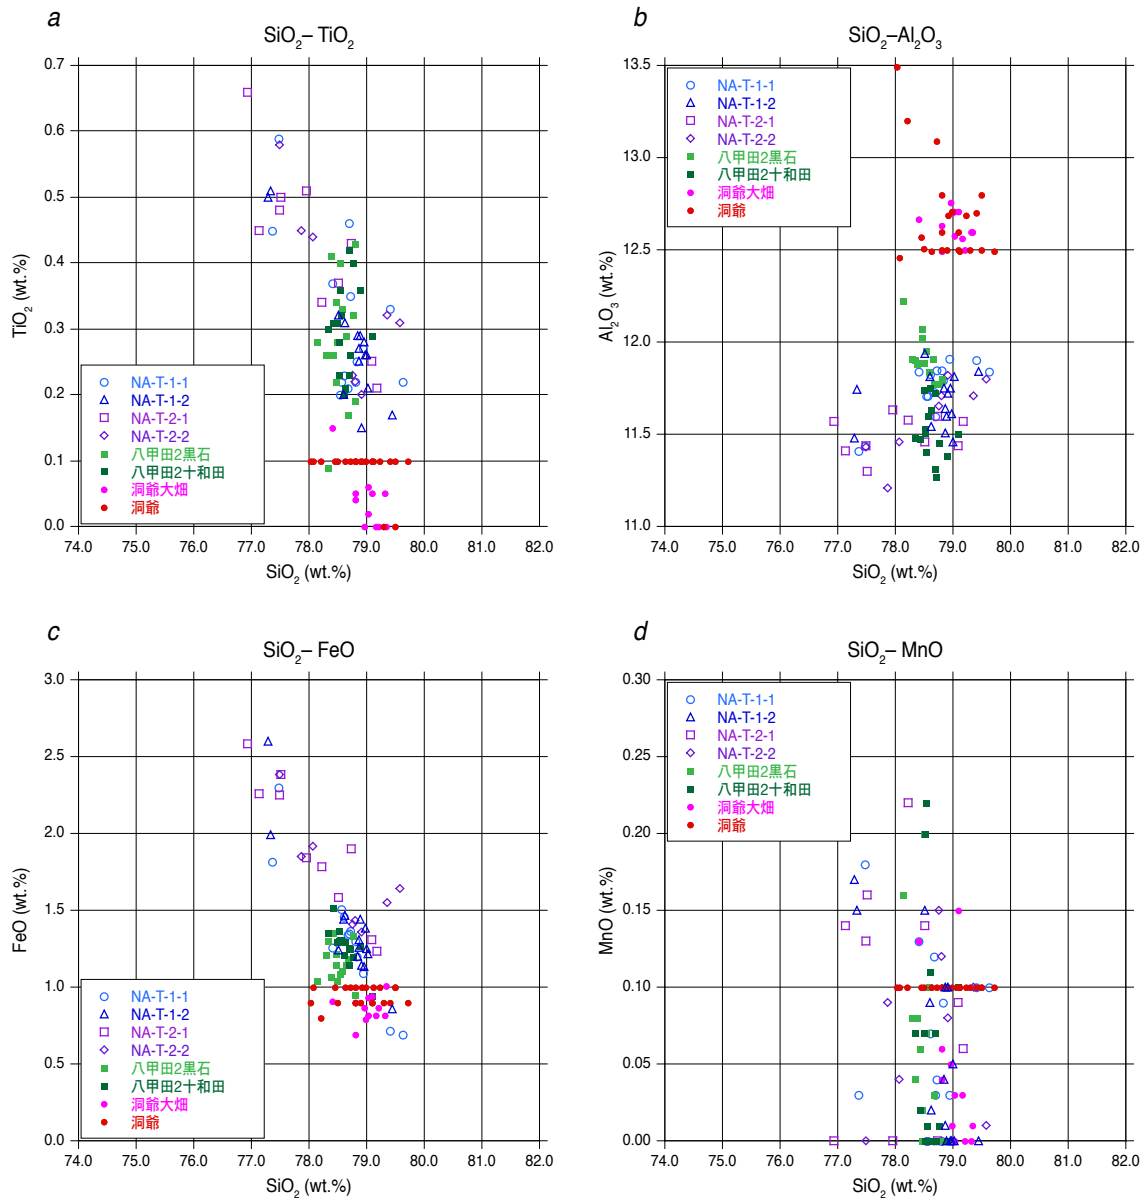 a
SiO2– TiO2
0.7
0.6
0.5
0.4
0.3
0.2
0.1
0.0
TiO2 (wt.%)
NA-T-1-1
NA-T-1-2
NA-T-2-1
NA-T-2-2
八甲田2黒石
八甲田2十和田
洞爺大畑
洞爺
74.0 75.0 76.0 77.0 78.0 79.0 80.0 81.0 82.0
SiO2 (wt.%)
b
SiO2–Al2O3
13.5
13.0
12.5
12.0
11.5
11.0
Al2O3 (wt.%)
NA-T-1-1
NA-T-1-2
NA-T-2-1
NA-T-2-2
八甲田2黒石
八甲田2十和田
洞爺大畑
洞爺
74.0 75.0 76.0 77.0 78.0 79.0 80.0 81.0 82.0
SiO2 (wt.%)
c
SiO2– FeO
3.0
2.5
2.0
1.5
1.0
0.5
0.0
FeO (wt.%)
NA-T-1-1
NA-T-1-2
NA-T-2-1
NA-T-2-2
八甲田2黒石
八甲田2十和田
洞爺大畑
洞爺
74.0 75.0 76.0 77.0 78.0 79.0 80.0 81.0 82.0
SiO2 (wt.%)
d
SiO2– MnO
0.30
0.25
0.20
0.15
0.10
0.05
0.00
MnO (wt.%)
NA-T-1-1
NA-T-1-2
NA-T-2-1
NA-T-2-2
八甲田2黒石
八甲田2十和田
洞爺大畑
洞爺
74.0 75.0 76.0 77.0 78.0 79.0 80.0 81.0 82.0
SiO2 (wt.%)